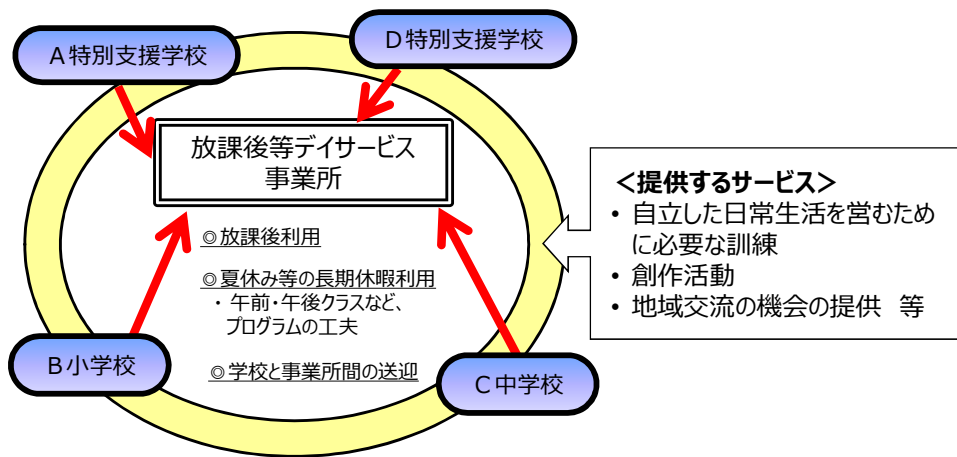 A特別支援学校
D特別支援学校
放課後等デイサービス
事業所
◎放課後利用
◎夏休み等の長期休暇利用
・ 午前・午後クラスなど、
プログラムの工夫
◎学校と事業所間の送迎
B小学校
C中学校
＜提供するサービス＞
• 自立した日常生活を営むため
に必要な訓練
• 創作活動
• 地域交流の機会の提供 等